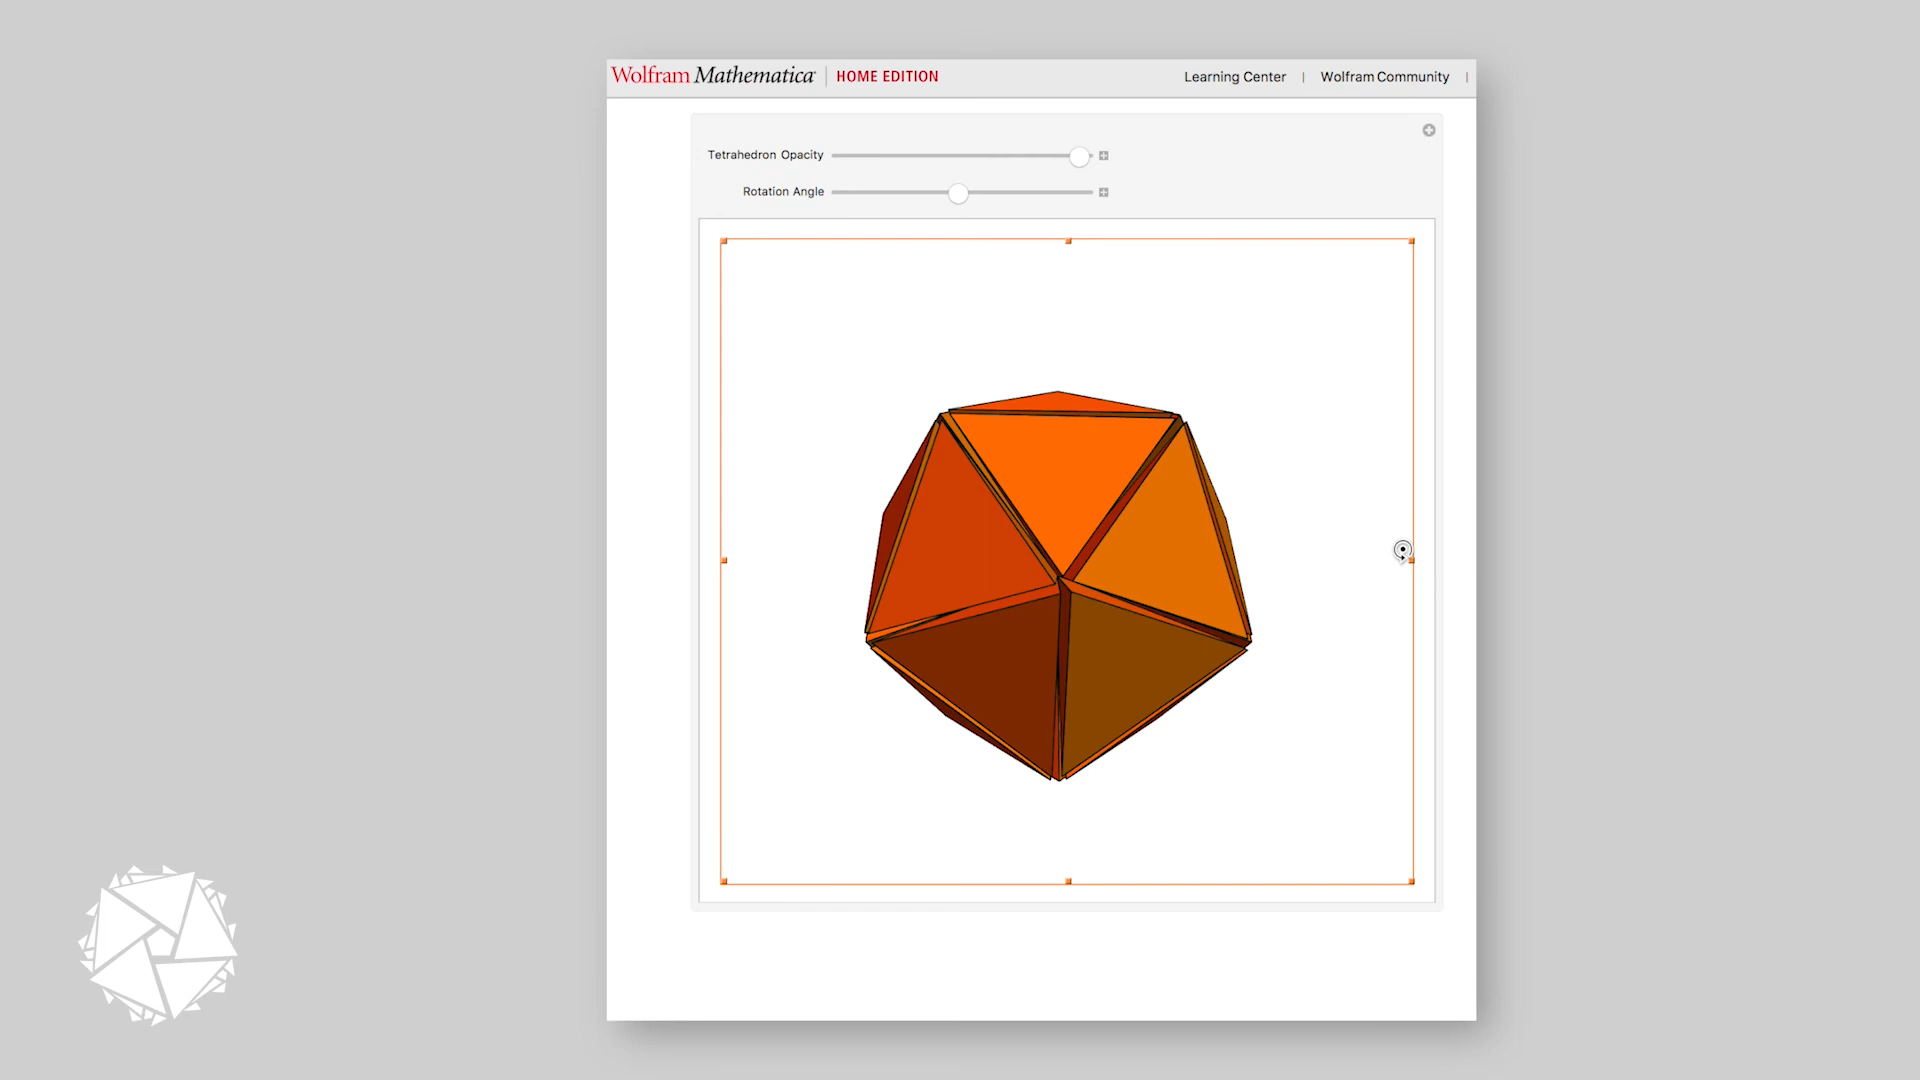 Wolfram Mathematica | HOME EDITION
Learning Center | Wolfram Community |
Tetrahedron Opacity
Rotation Angle